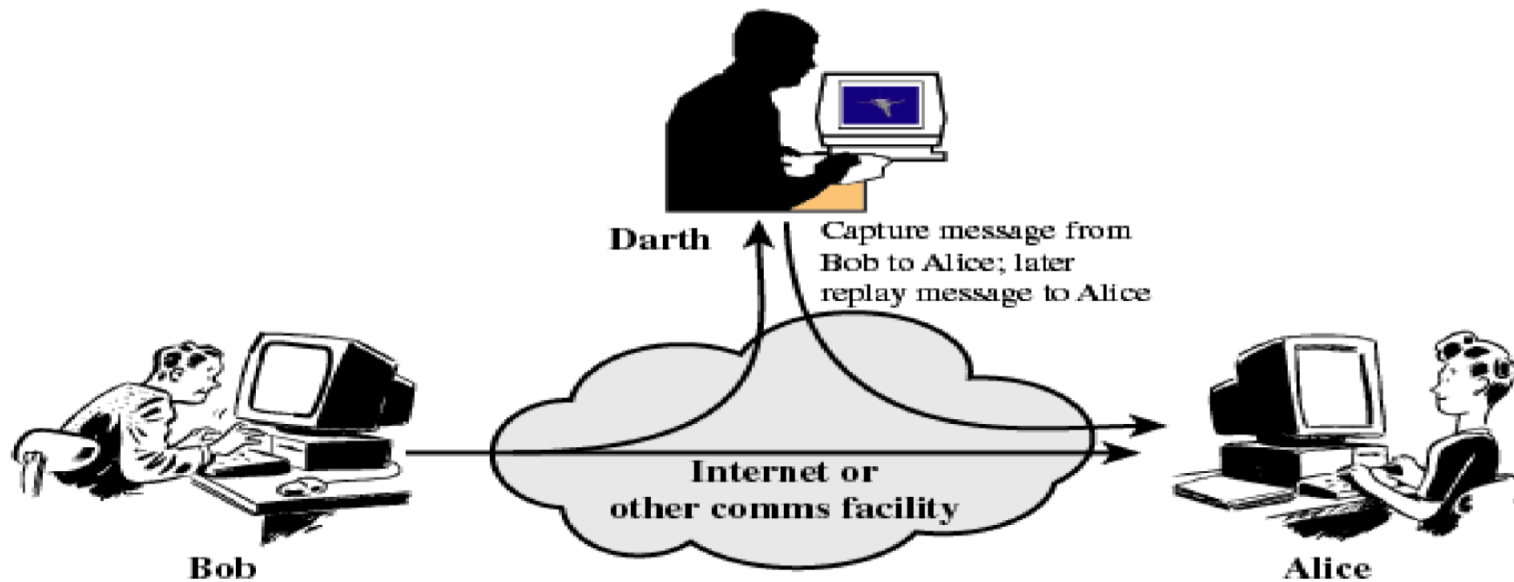 Darth
Capture message from
Bob to Alice; later
replay message to Alice
Internet or
other comms facility
Bob
Alice